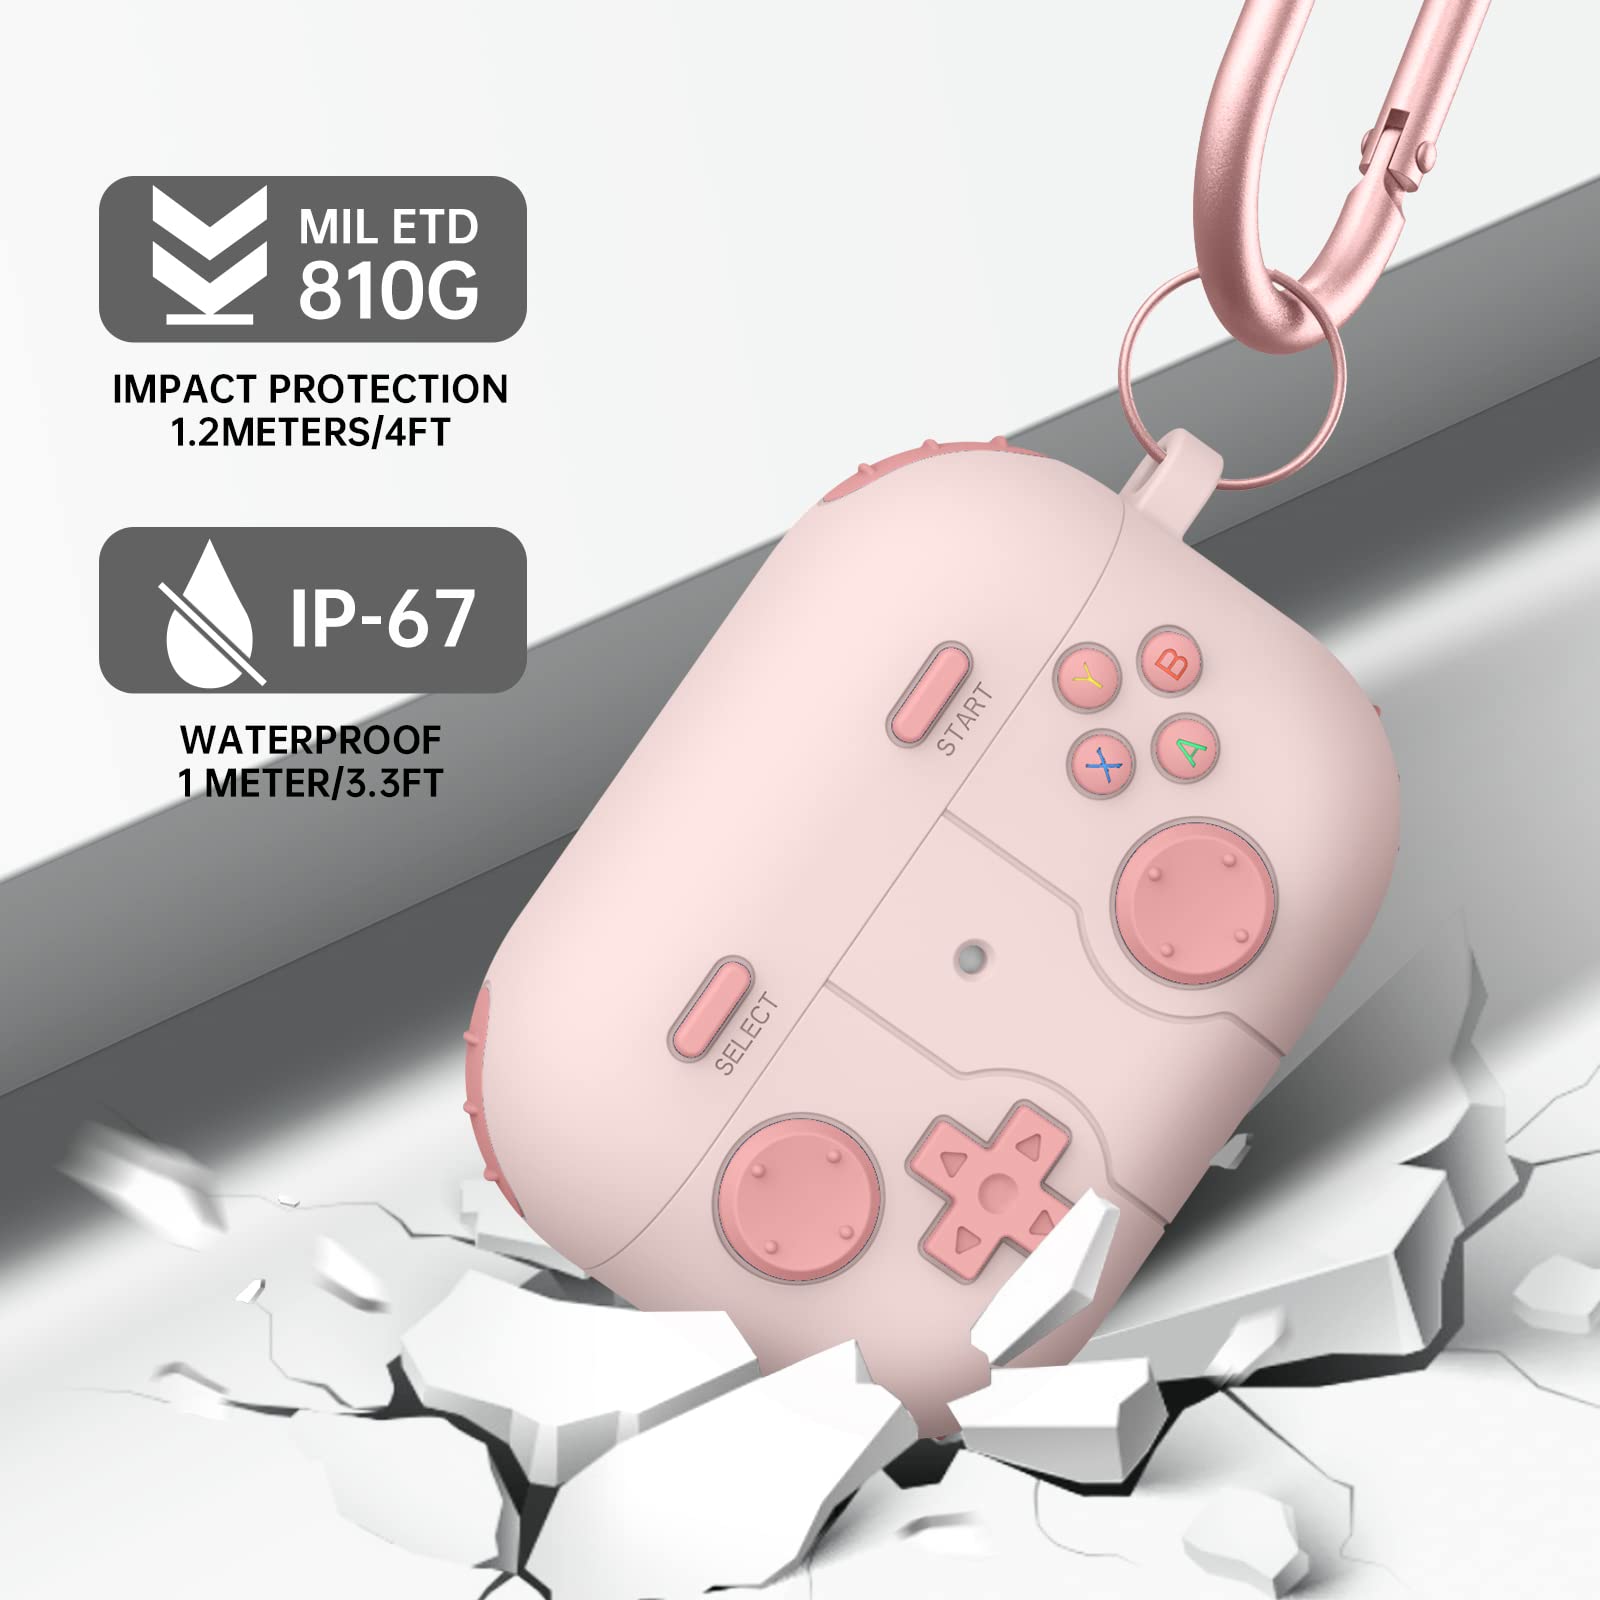 MIL ETD
810G
IMPACT PROTECTION
1.2METERS/4FT
IP-67
WATERPROOF
1 METER/3.3FT
START
SELECT
Y
B
X
A